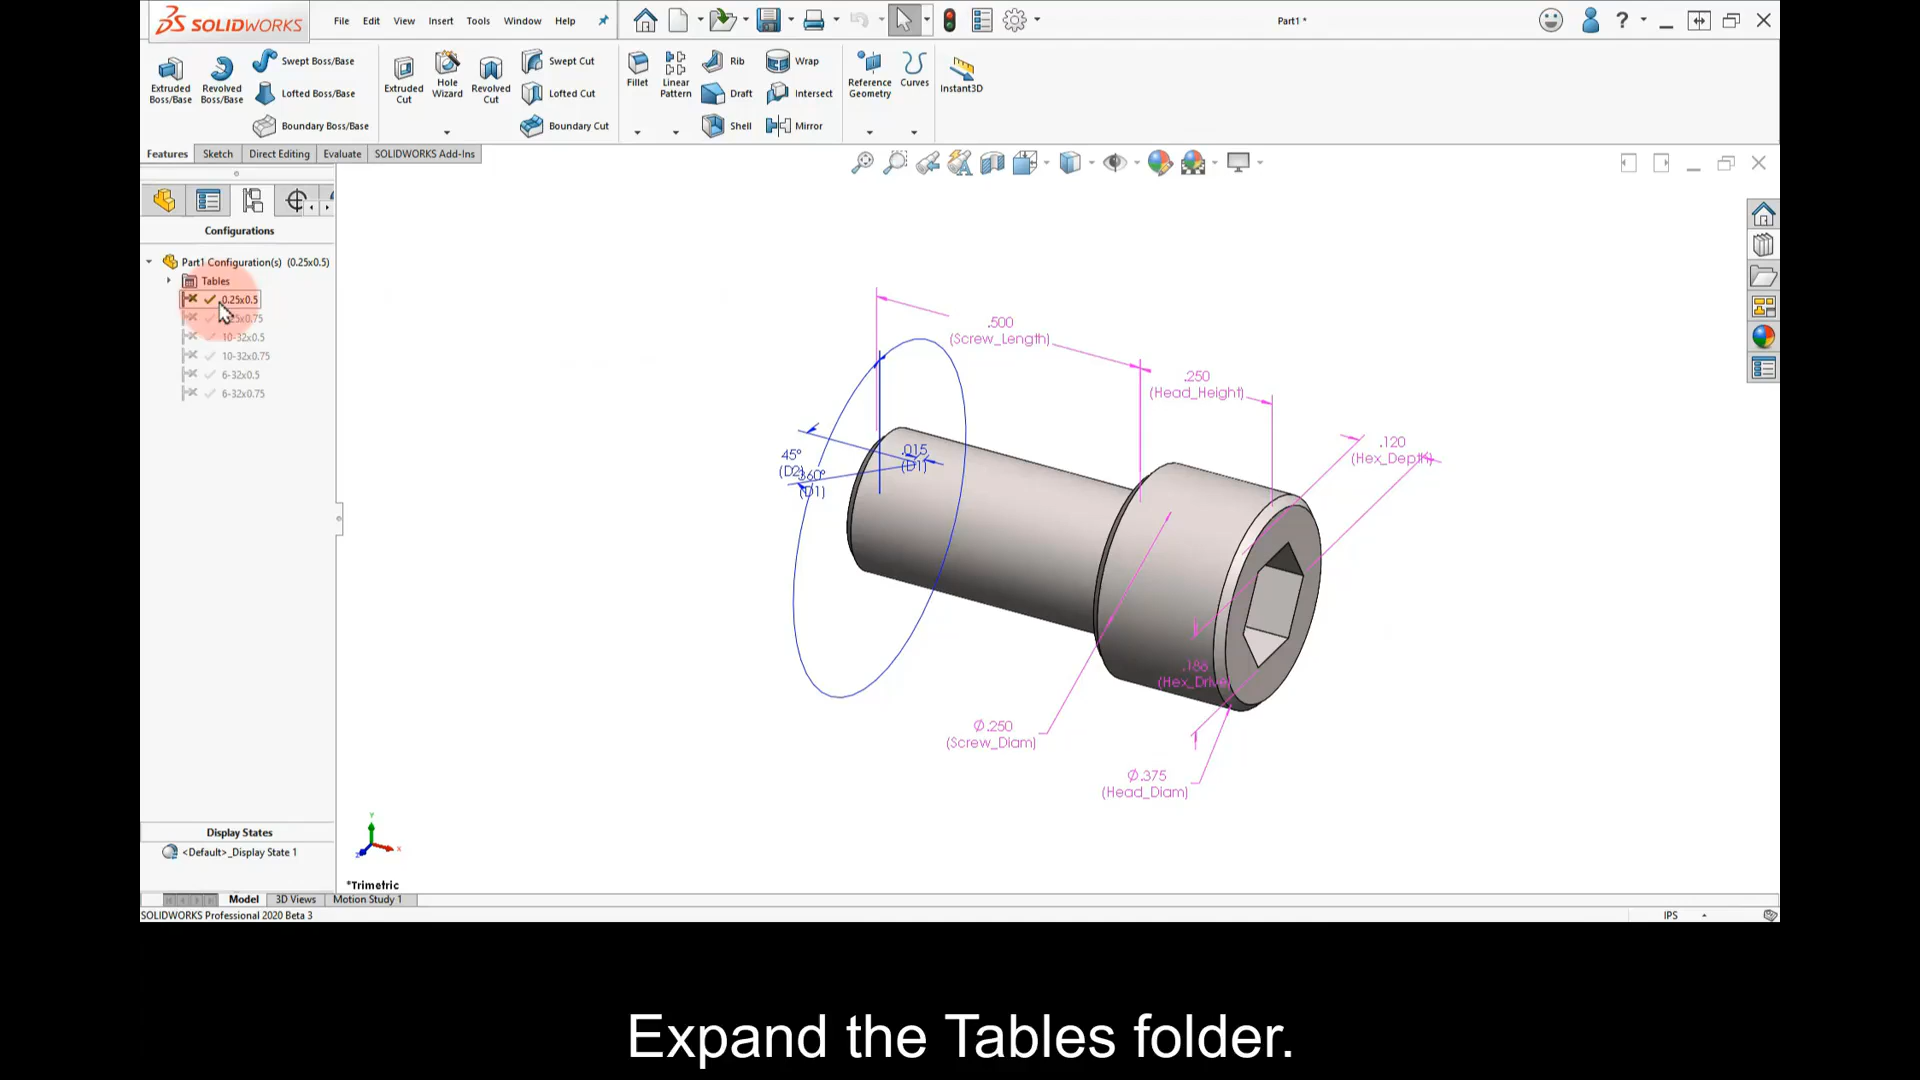 SOLIDWORKS
File Edit View Insert Tools Window Help
Part1 *
?
Extruded Boss/Base
Revolved Boss/Base
Swept Boss/Base
Lofted Boss/Base
Boundary Boss/Base
Extruded Cut
Hole Wizard
Revolved Cut
Swept Cut
Lofted Cut
Boundary Cut
Fillet
Linear Pattern
Rib
Draft
Shell
Wrap
Intersect
Mirror
Reference Geometry
Curves
Instant3D
Features Sketch Direct Editing Evaluate SOLIDWORKS Add-Ins
Configurations
Part1 Configuration(s) (0.25x0.5)
Tables
0.25x0.5
10-32x0.5
10-32x0.75
6-32x0.5
6-32x0.75
.500
(Screw_Length)
.250
(Head_Height)
.120
(Hex_Depth)
45°
(D2)
360°
(D1)
.015
(D1)
.188
(Hex_Drive)
Ø.250
(Screw_Diam)
Ø.375
(Head_Diam)
Display States
<Default>_Display State 1
Y
X
Z
*Trimetric
Model 3D Views Motion Study 1
SOLIDWORKS Professional 2020 Beta 3
IPS
Expand the Tables folder.